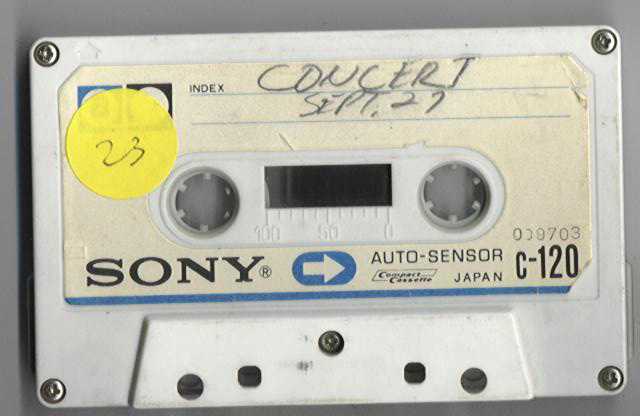 INDEX CONCERT
SEPT. 27
23
100 50 0
009703
SONY® AUTO-SENSOR C-120
Compact Cassette JAPAN